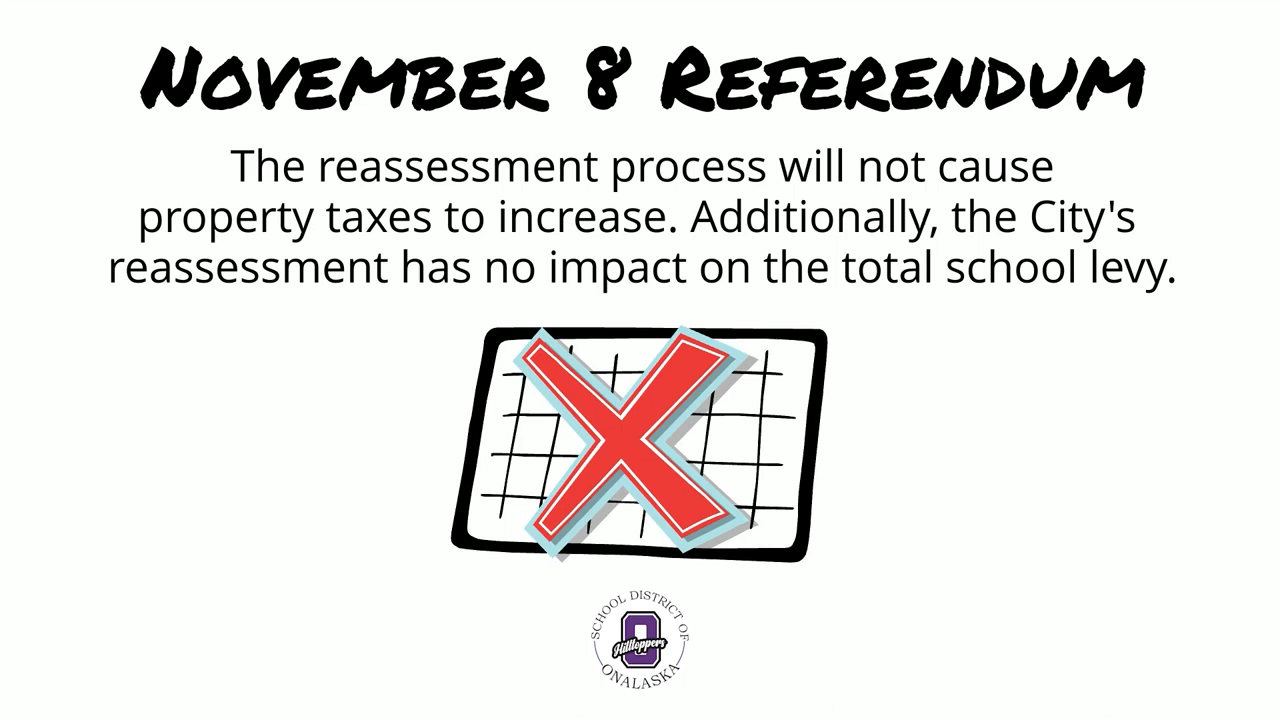 November 8 Referendum
The reassessment process will not cause
property taxes to increase. Additionally, the City's
reassessment has no impact on the total school levy.
SCHOOL DISTRICT OF
Hilltoppers
ONALASKA